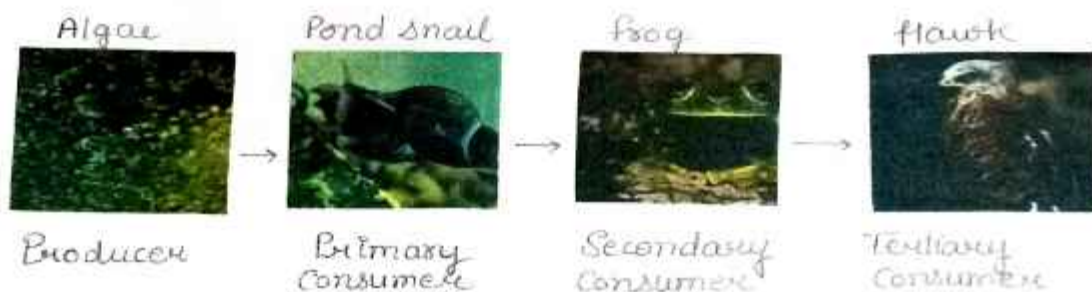 Algae Pond snail Frog Hawk
Producer Primary Secondary Tertiary
Consumer Consumer Consumer